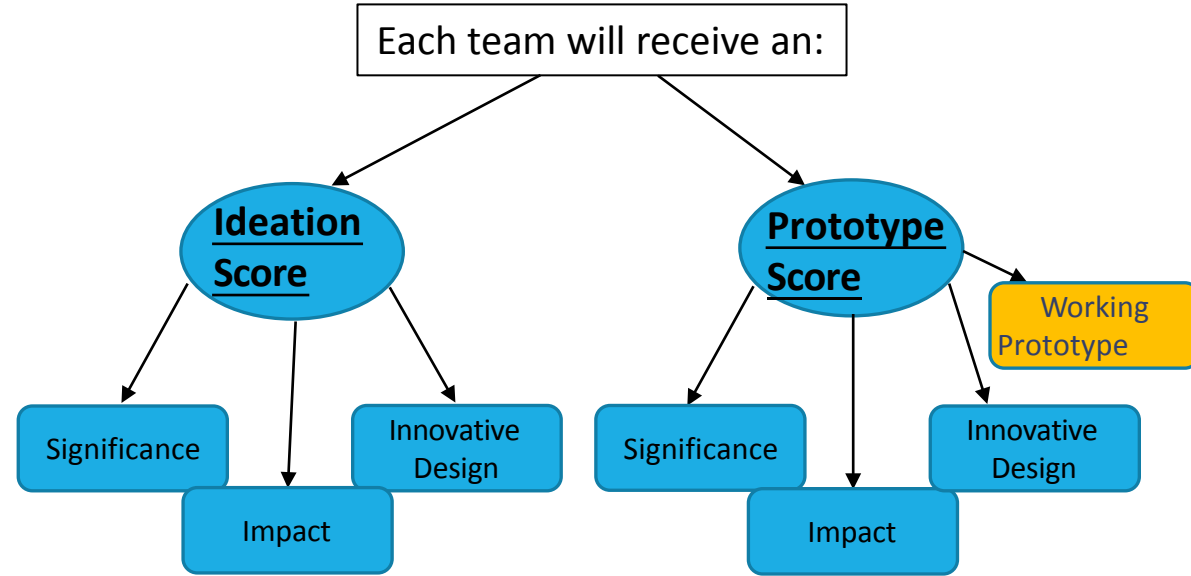 Each team will receive an:
Ideation
Score
Prototype
Score
Working
Prototype
Significance
Innovative
Design
Impact
Significance
Innovative
Design
Impact